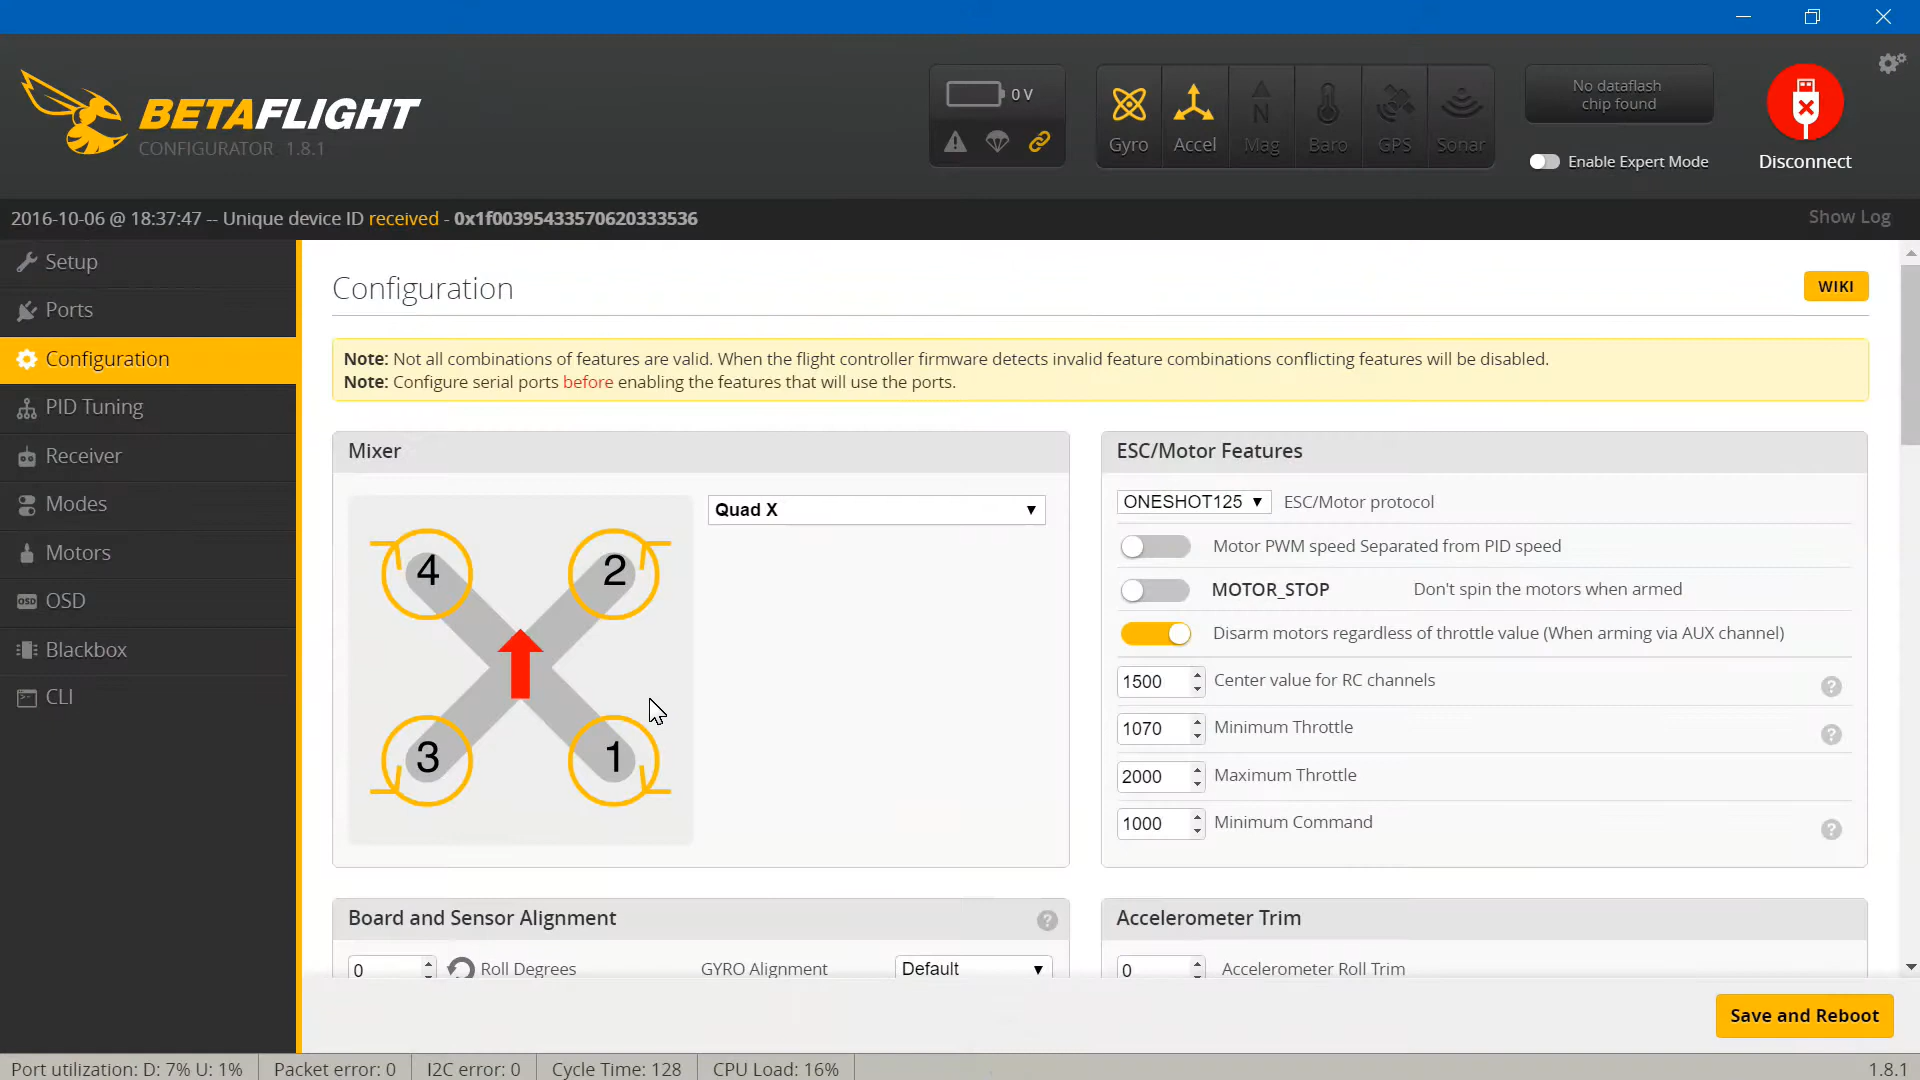 BETAFLIGHT
CONFIGURATOR 1.8.1
0 V
Gyro
Accel
Mag
Baro
GPS
Sonar
No dataflash
chip found
Enable Expert Mode
Disconnect
2016-10-06 @ 18:37:47 -- Unique device ID received - 0x1f00395433570620333536
Show Log
Setup
Ports
Configuration
PID Tuning
Receiver
Modes
Motors
OSD OSD
Blackbox
CLI
Configuration
WIKI
Note: Not all combinations of features are valid. When the flight controller firmware detects invalid feature combinations conflicting features will be disabled.
Note: Configure serial ports before enabling the features that will use the ports.
Mixer
Quad X
4
2
3
1
N
ESC/Motor Features
ONESHOT125 ESC/Motor protocol
Motor PWM speed Separated from PID speed
MOTOR_STOP Don't spin the motors when armed
Disarm motors regardless of throttle value (When arming via AUX channel)
1500 Center value for RC channels ?
1070 Minimum Throttle ?
2000 Maximum Throttle
1000 Minimum Command ?
Board and Sensor Alignment ?
0 Roll Degrees GYRO Alignment Default
Accelerometer Trim
0 Accelerometer Roll Trim
Save and Reboot
Port utilization: D: 7% U: 1% Packet error: 0 I2C error: 0 Cycle Time: 128 CPU Load: 16% 1.8.1